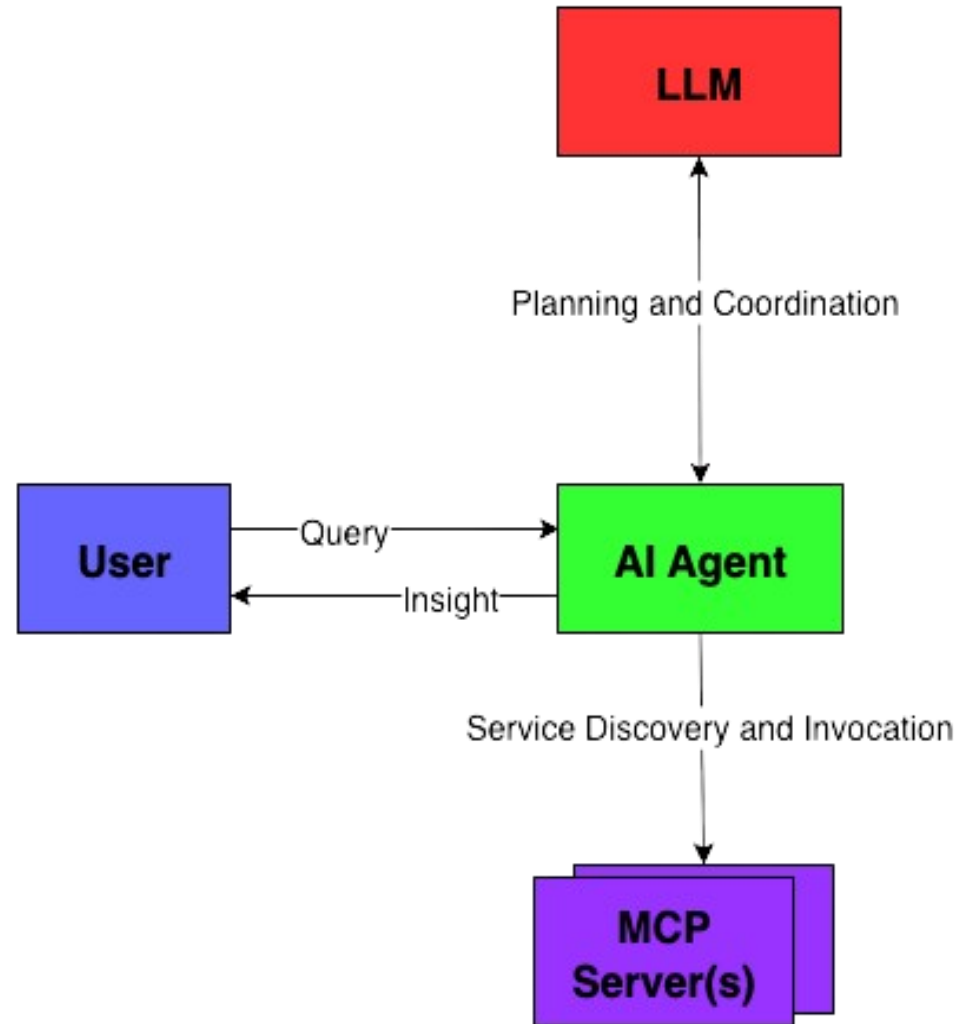 LLM
Planning and Coordination
Query
User
AI Agent
Insight
Service Discovery and Invocation
MCP
Server(s)